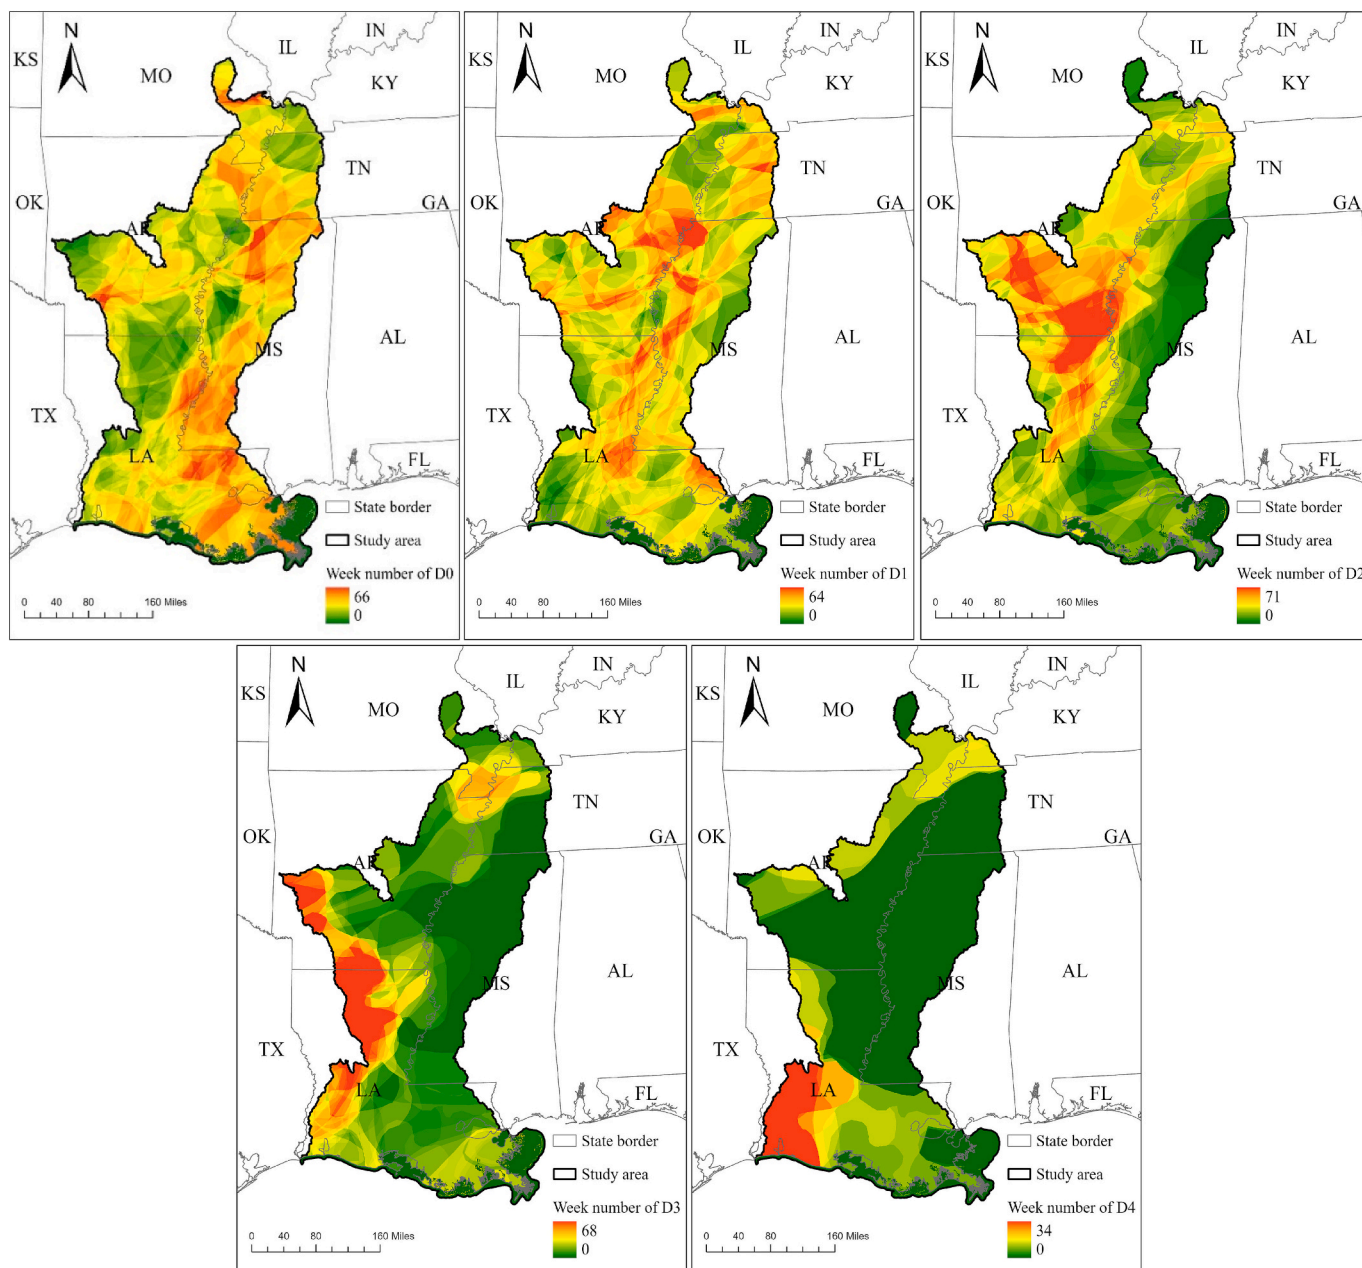 N
IN
IL
KS
MO
KY
TN
OK
GA
MS
AL
TX
LA
FL
State border
Study area
Week number of D0
66
0
0 40 80 160 Miles
N
IN
IL
KS
MO
KY
TN
OK
GA
MS
AL
TX
LA
FL
State border
Study area
Week number of D1
64
0
0 40 80 160 Miles
N
IN
IL
KS
MO
KY
TN
OK
GA
MS
AL
TX
LA
FL
State border
Study area
Week number of D2
71
0
0 40 80 160 Miles
N
IN
IL
KS
MO
KY
TN
OK
GA
MS
AL
TX
LA
FL
State border
Study area
Week number of D3
68
0
0 40 80 160 Miles
N
IN
IL
KS
MO
KY
TN
OK
GA
MS
AL
TX
LA
FL
State border
Study area
Week number of D4
34
0
0 40 80 160 Miles